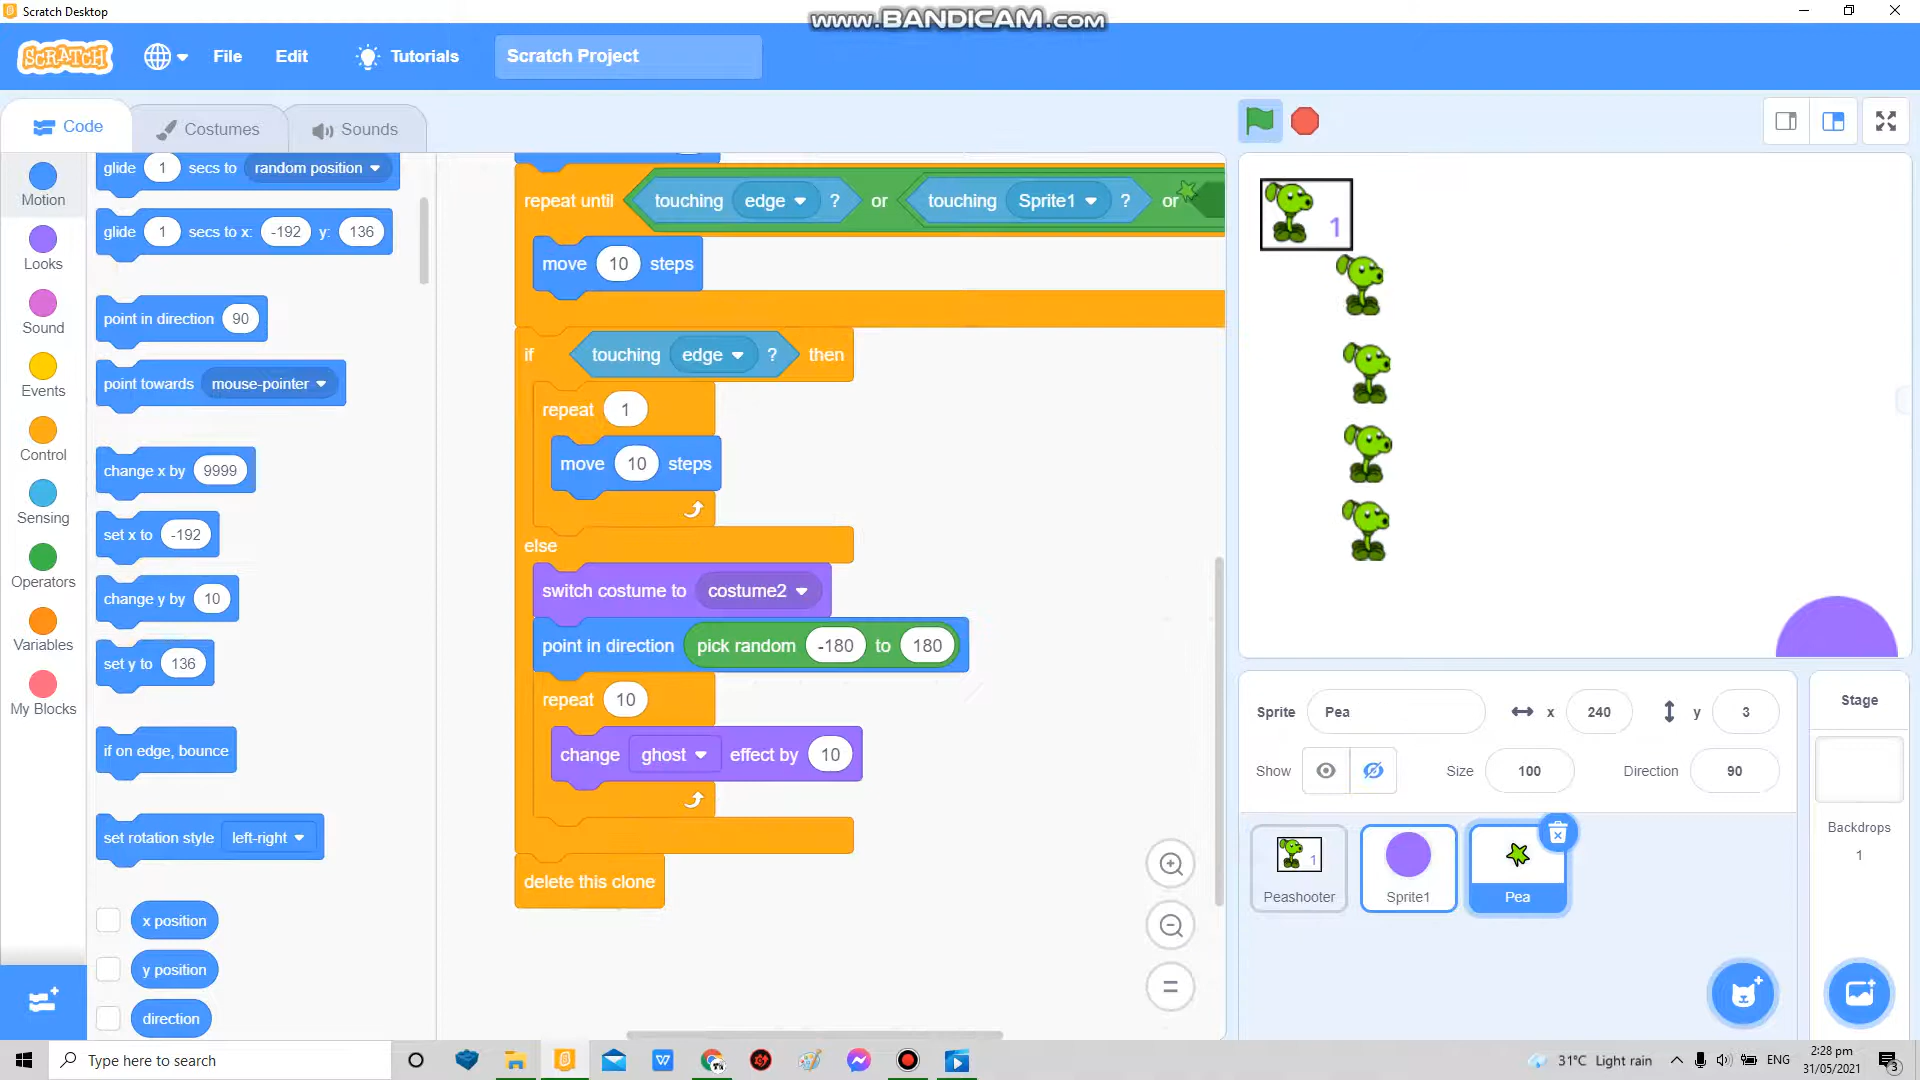 Scratch Desktop
www.BANDICAM.com
SCRATCH
File
Edit
Tutorials
Scratch Project
Code
Costumes
Sounds
Motion
Looks
Sound
Events
Control
Sensing
Operators
Variables
My Blocks
glide 1 secs to random position
glide 1 secs to x: -192 y: 136
point in direction 90
point towards mouse-pointer
change x by 9999
set x to -192
change y by 10
set y to 136
if on edge, bounce
set rotation style left-right
x position
y position
direction
repeat until touching edge ? or touching Sprite1 ? or
move 10 steps
if touching edge ? then
repeat 1
move 10 steps
else
switch costume to costume2
point in direction pick random -180 to 180
repeat 10
change ghost effect by 10
delete this clone
1
Sprite Pea x 240 y 3
Show Size 100 Direction 90
1
Peashooter
Sprite1
Pea
Stage
Backdrops
1
Type here to search
31°C Light rain
ENG
2:28 pm
31/05/2021
3